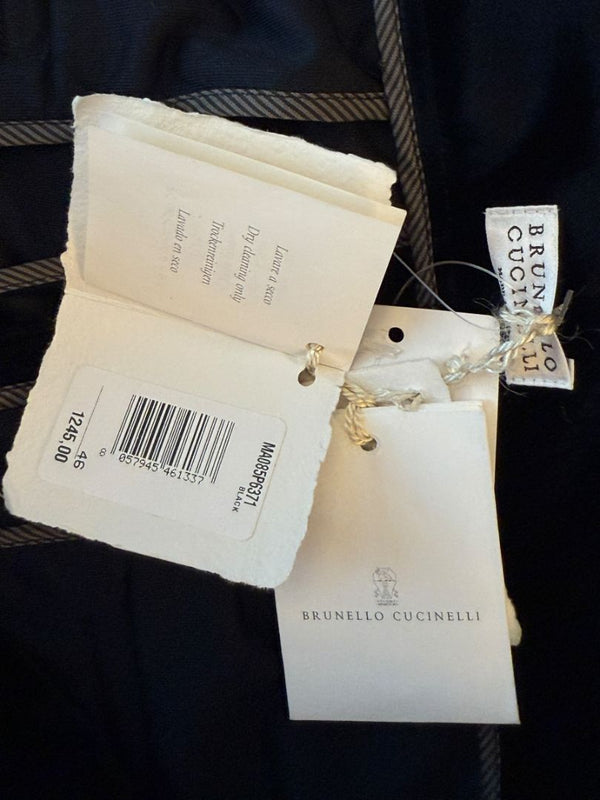 Lavare a secco
Dry cleaning only
Trockenreinigen
Lavado en seco
MA085P6371
BLACK
8 057945 461337
46
1245,00
BRUNELLO CUCINELLI
BRUNELLO
CUCINELLI